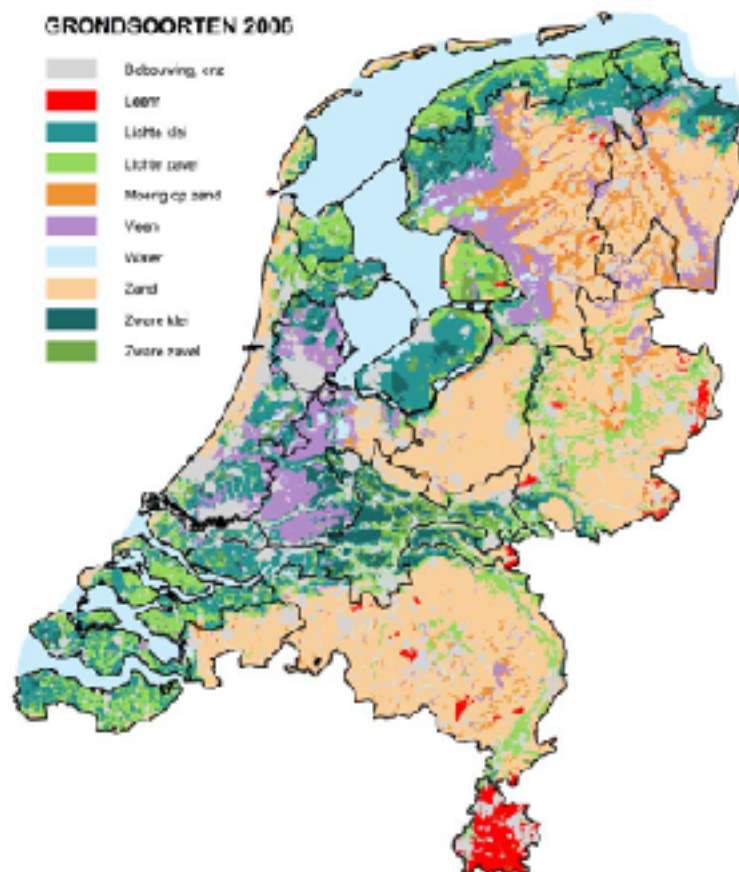 GRONDSOORTEN 2006
Bebouwing, enz
Leem
Lichte klei
Lichte zavel
Moerig op zand
Veen
Water
Zand
Zware klei
Zware zavel